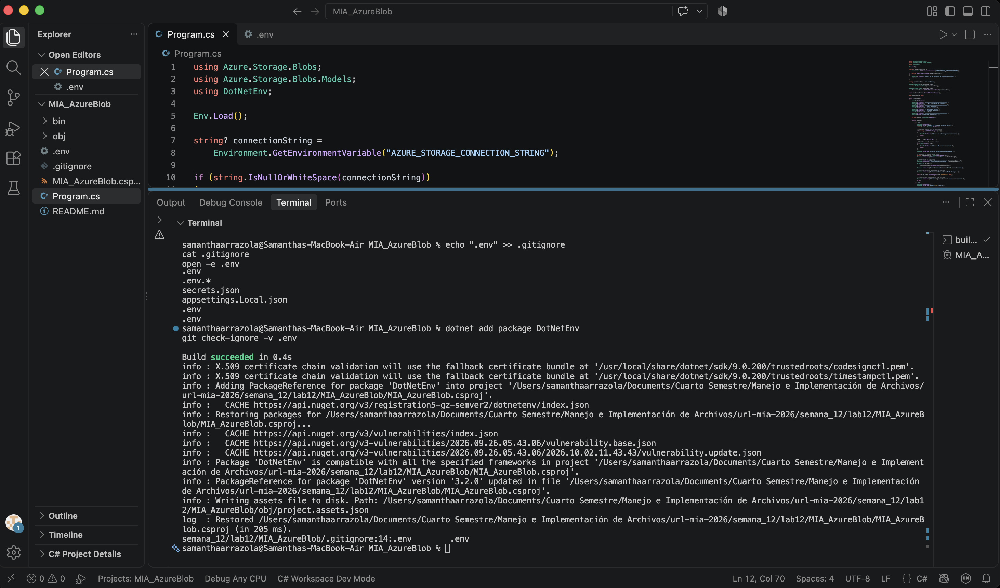 MIA_AzureBlob
Explorer
Open Editors
Program.cs
.env
MIA_AzureBlob
bin
obj
.env
.gitignore
MIA_AzureBlob.csp...
Program.cs
README.md
Outline
Timeline
C# Project Details
1
Program.cs
.env
Program.cs
1 using Azure.Storage.Blobs;
2 using Azure.Storage.Blobs.Models;
3 using DotNetEnv;
4
5 Env.Load();
6
7 string? connectionString =
8 Environment.GetEnvironmentVariable("AZURE_STORAGE_CONNECTION_STRING");
9
10 if (string.IsNullOrWhiteSpace(connectionString))
Output Debug Console Terminal Ports
Terminal
samanthaarrazola@Samanthas-MacBook-Air MIA_AzureBlob % echo ".env" >> .gitignore
cat .gitignore
open -e .env
.env
.env.*
secrets.json
appsettings.Local.json
.env
.env
samanthaarrazola@Samanthas-MacBook-Air MIA_AzureBlob % dotnet add package DotNetEnv
git check-ignore -v .env
Build succeeded in 0.4s
info : X.509 certificate chain validation will use the fallback certificate bundle at '/usr/local/share/dotnet/sdk/9.0.200/trustedroots/codesignctl.pem'.
info : X.509 certificate chain validation will use the fallback certificate bundle at '/usr/local/share/dotnet/sdk/9.0.200/trustedroots/timestampctl.pem'.
info : Adding PackageReference for package 'DotNetEnv' into project '/Users/samanthaarrazola/Documents/Cuarto Semestre/Manejo e Implementación de Archivos/
url-mia-2026/semana_12/lab12/MIA_AzureBlob/MIA_AzureBlob.csproj'.
info :   CACHE https://api.nuget.org/v3/registration5-gz-semver2/dotnetenv/index.json
info : Restoring packages for /Users/samanthaarrazola/Documents/Cuarto Semestre/Manejo e Implementación de Archivos/url-mia-2026/semana_12/lab12/MIA_AzureB
lob/MIA_AzureBlob.csproj...
info :   CACHE https://api.nuget.org/v3/vulnerabilities/index.json
info :   CACHE https://api.nuget.org/v3-vulnerabilities/2026.09.26.05.43.06/vulnerability.base.json
info :   CACHE https://api.nuget.org/v3-vulnerabilities/2026.09.26.05.43.06/2026.10.02.11.43.43/vulnerability.update.json
info : Package 'DotNetEnv' is compatible with all the specified frameworks in project '/Users/samanthaarrazola/Documents/Cuarto Semestre/Manejo e Implement
ación de Archivos/url-mia-2026/semana_12/lab12/MIA_AzureBlob/MIA_AzureBlob.csproj'.
info : PackageReference for package 'DotNetEnv' version '3.2.0' updated in file '/Users/samanthaarrazola/Documents/Cuarto Semestre/Manejo e Implementación
de Archivos/url-mia-2026/semana_12/lab12/MIA_AzureBlob/MIA_AzureBlob.csproj'.
info : Writing assets file to disk. Path: /Users/samanthaarrazola/Documents/Cuarto Semestre/Manejo e Implementación de Archivos/url-mia-2026/semana_12/lab1
2/MIA_AzureBlob/obj/project.assets.json
log  : Restored /Users/samanthaarrazola/Documents/Cuarto Semestre/Manejo e Implementación de Archivos/url-mia-2026/semana_12/lab12/MIA_AzureBlob/MIA_AzureB
lob.csproj (in 205 ms).
semana_12/lab12/MIA_AzureBlob/.gitignore:14:.env        .env
samanthaarrazola@Samanthas-MacBook-Air MIA_AzureBlob %
buil...
MIA_A...
0 0 Projects: MIA_AzureBlob Debug Any CPU C# Workspace Dev Mode Ln 12, Col 70 Spaces: 4 UTF-8 LF { } C#